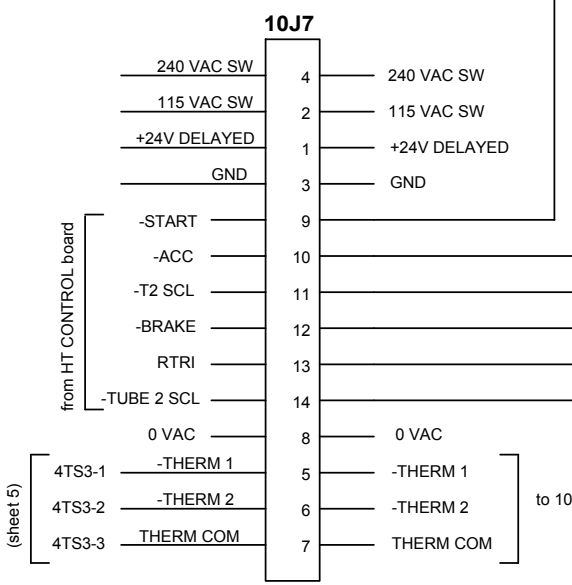 10J7
240 VAC SW 4 240 VAC SW
115 VAC SW 2 115 VAC SW
+24V DELAYED 1 +24V DELAYED
GND 3 GND
from HT CONTROL board
-START 9
-ACC 10
-T2 SCL 11
-BRAKE 12
RTRI 13
-TUBE 2 SCL 14
0 VAC 8 0 VAC
(sheet 5)
4TS3-1 -THERM 1 5 -THERM 1
4TS3-2 -THERM 2 6 -THERM 2 to 10
4TS3-3 THERM COM 7 THERM COM